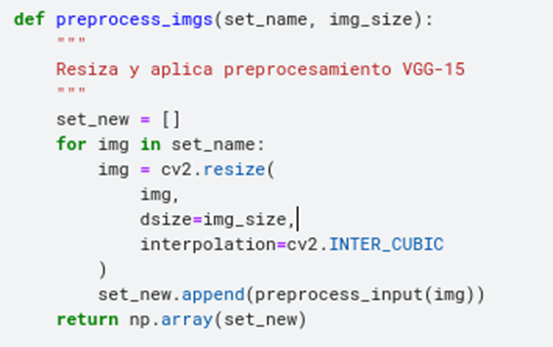 def preprocess_imgs(set_name, img_size):
    """
    Resiza y aplica preprocesamiento VGG-15
    """
    set_new = []
    for img in set_name:
        img = cv2.resize(
            img,
            dsize=img_size,
            interpolation=cv2.INTER_CUBIC
        )
        set_new.append(preprocess_input(img))
    return np.array(set_new)